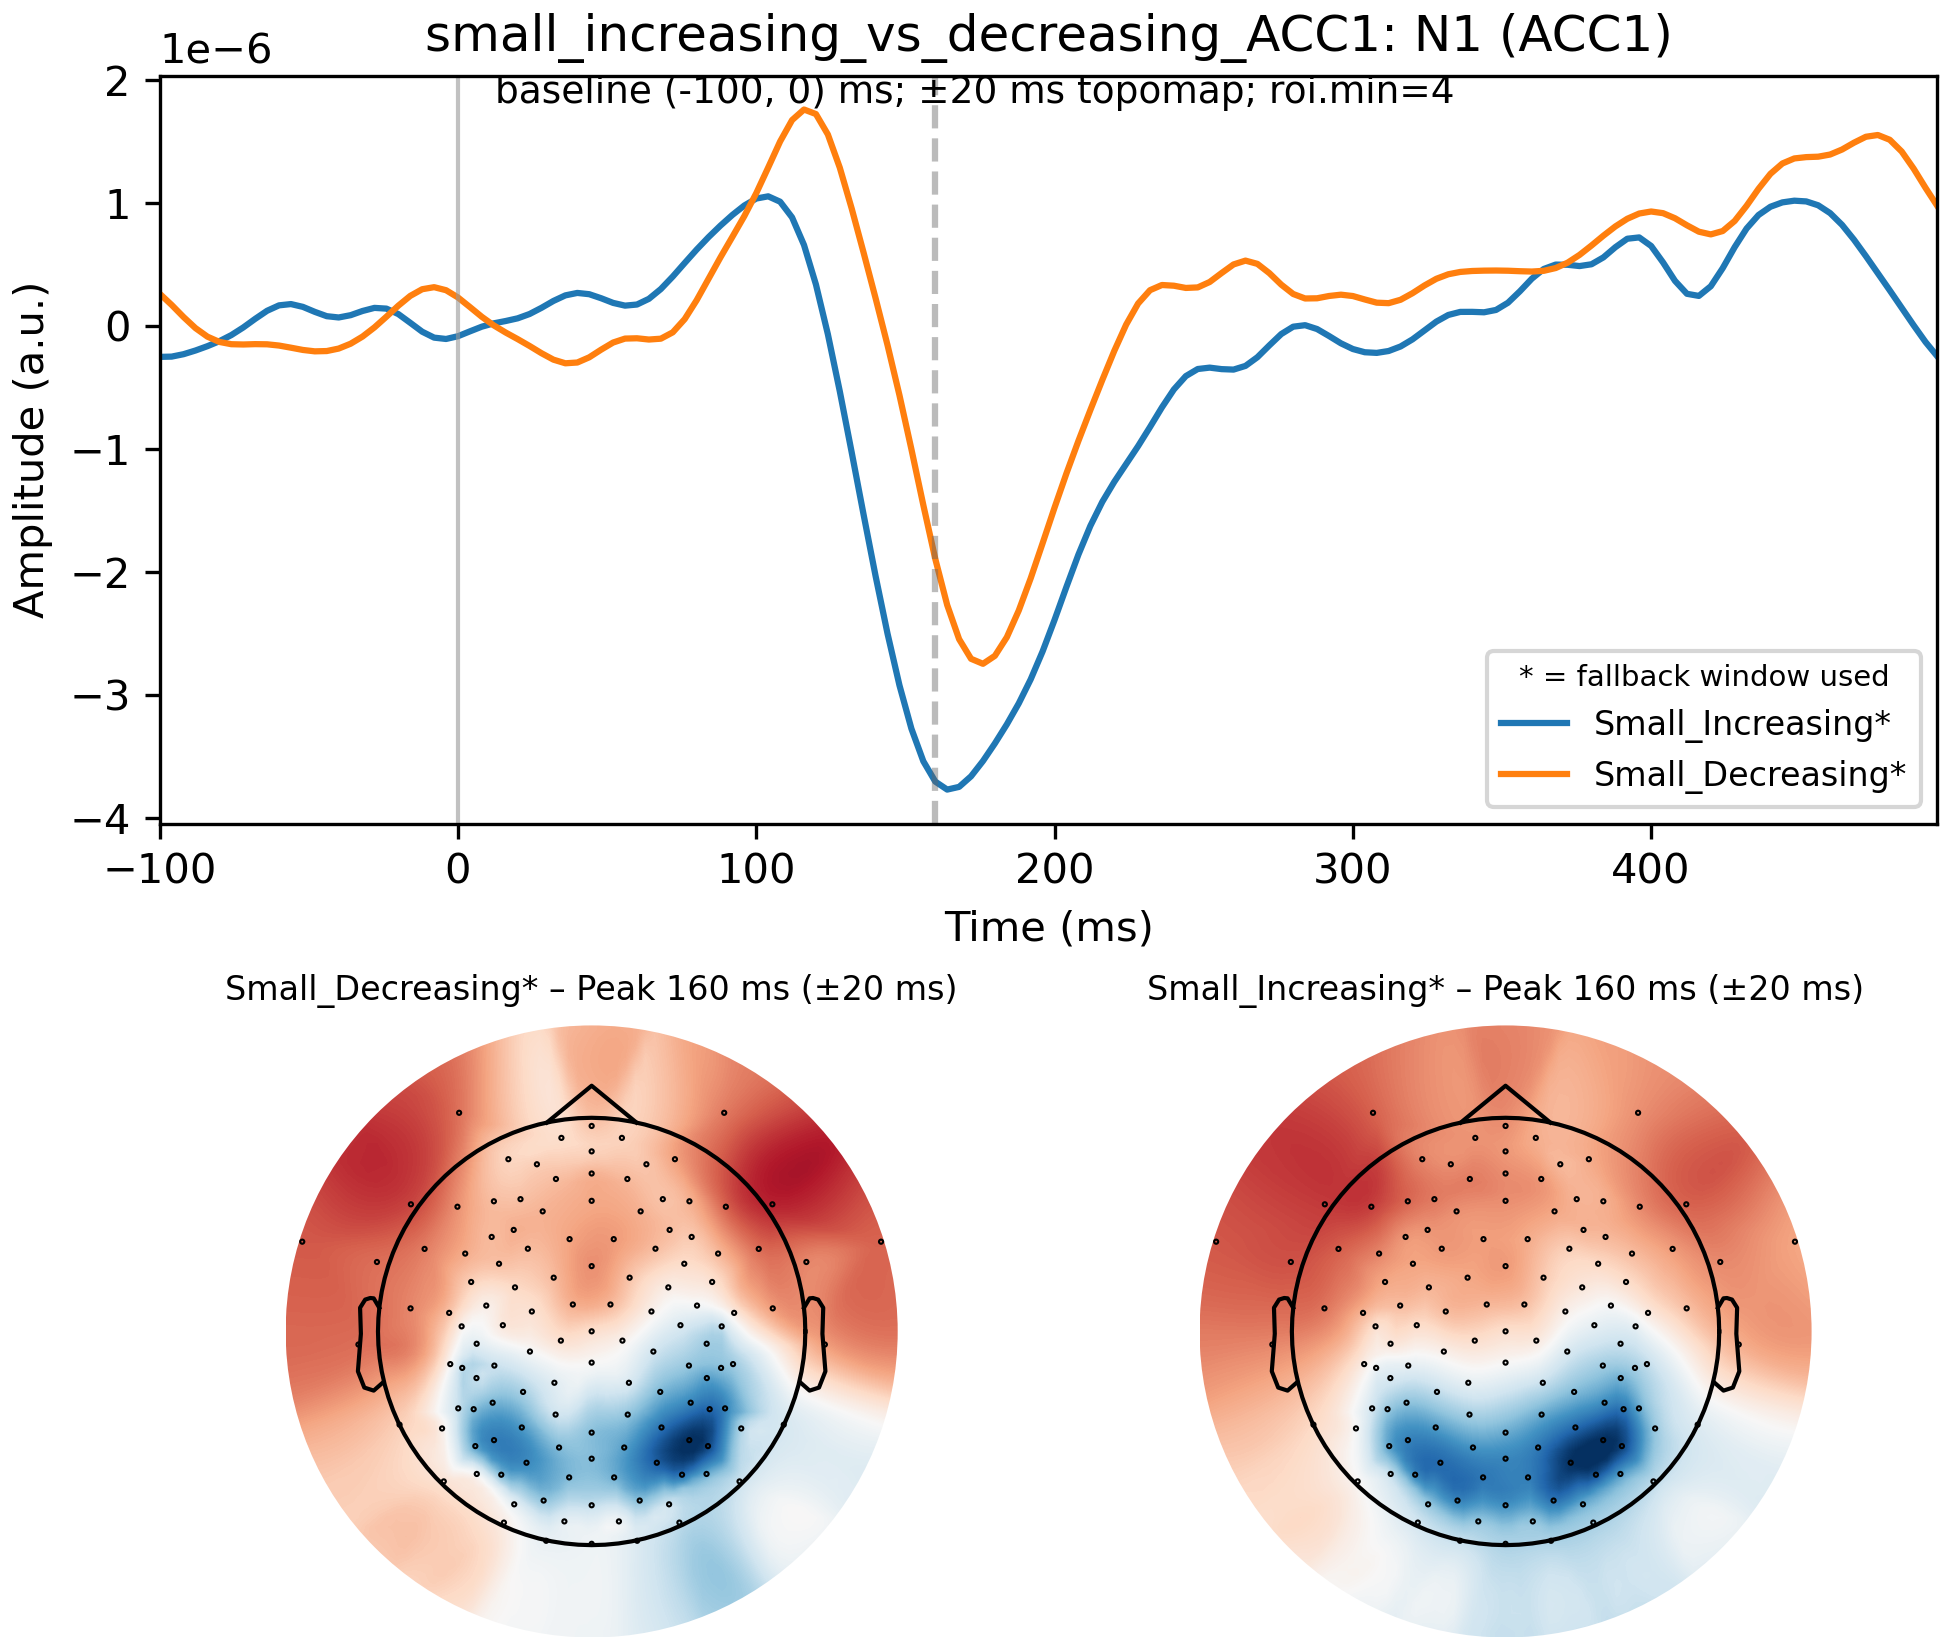 small_increasing_vs_decreasing_ACC1: N1 (ACC1)
1e−6
baseline (-100, 0) ms; ±20 ms topomap; roi.min=4
2
1
0
−1
−2
−3
−4
Amplitude (a.u.)
* = fallback window used
Small_Increasing*
Small_Decreasing*
−100
0
100
200
300
400
Time (ms)
Small_Decreasing* – Peak 160 ms (±20 ms)
Small_Increasing* – Peak 160 ms (±20 ms)